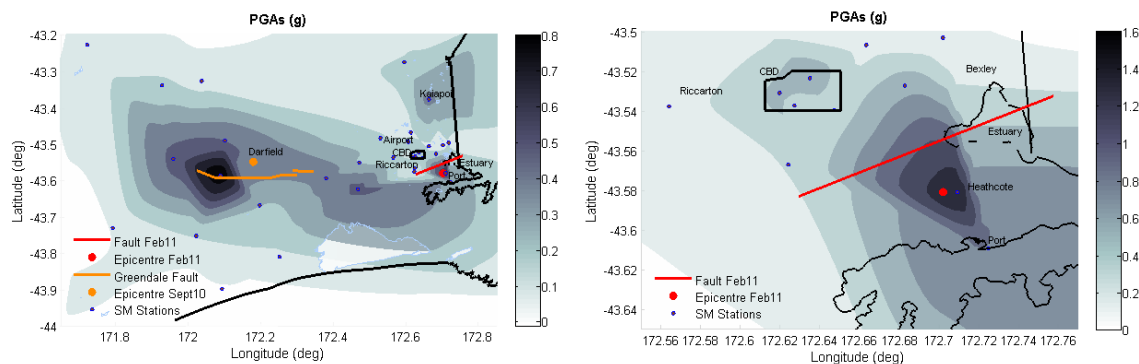 PGAs (g)
-43.2
-43.3
-43.4
-43.5
-43.6
-43.7
-43.8
-43.9
-44
Latitude (deg)
Kaiapoi
Airport
CBD
Riccarton
Estuary
Port
Darfield
Fault Feb11
Epicentre Feb11
Greendale Fault
Epicentre Sept10
SM Stations
171.8 172 172.2 172.4 172.6 172.8
Longitude (deg)
0.8
0.7
0.6
0.5
0.4
0.3
0.2
0.1
0
PGAs (g)
-43.5
-43.52
-43.54
-43.56
-43.58
-43.6
-43.62
-43.64
Latitude (deg)
CBD
Bexley
Riccarton
Estuary
Heathcote
Port
Fault Feb11
Epicentre Feb11
SM Stations
172.56 172.58 172.6 172.62 172.64 172.66 172.68 172.7 172.72 172.74 172.76
Longitude (deg)
1.6
1.4
1.2
1
0.8
0.6
0.4
0.2
0